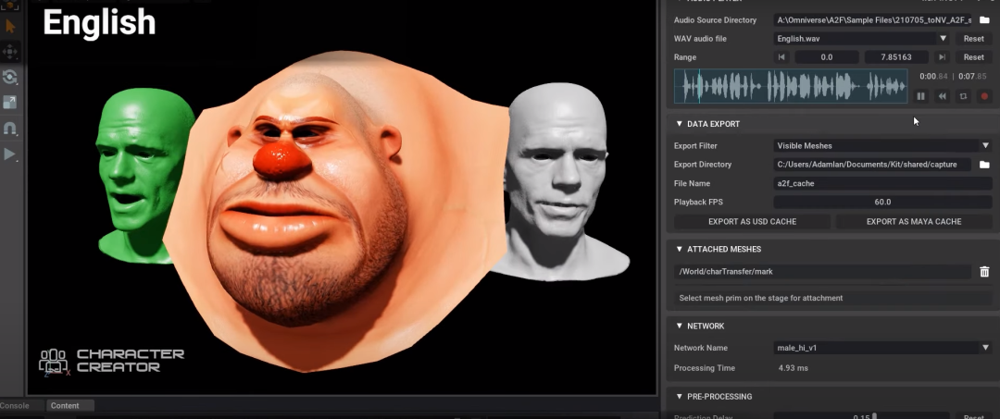 English
Audio Source Directory A:\Omniverse\A2F\Sample Files\210705_toNV_A2F_s
WAV audio file English.wav Reset
Range 0.0 7.85163 Reset
0:00.84 | 0:07.85
DATA EXPORT
Export Filter Visible Meshes
Export Directory C:/Users/Adamlan/Documents/Kit/shared/capture
File Name a2f_cache
Playback FPS 60.0
EXPORT AS USD CACHE EXPORT AS MAYA CACHE
ATTACHED MESHES
/World/charTransfer/mark
Select mesh prim on the stage for attachment
NETWORK
Network Name male_hi_v1
Processing Time 4.93 ms
PRE-PROCESSING
Prediction Delay 0.15 Reset
CHARACTER
CREATOR
Z X
Console Content